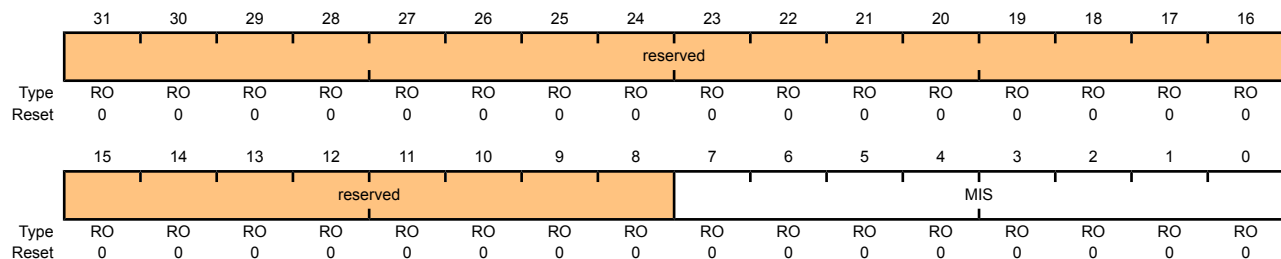 31 30 29 28 27 26 25 24 23 22 21 20 19 18 17 16
reserved
Type RO RO RO RO RO RO RO RO RO RO RO RO RO RO RO RO
Reset 0 0 0 0 0 0 0 0 0 0 0 0 0 0 0 0
15 14 13 12 11 10 9 8 7 6 5 4 3 2 1 0
reserved MIS
Type RO RO RO RO RO RO RO RO RO RO RO RO RO RO RO RO
Reset 0 0 0 0 0 0 0 0 0 0 0 0 0 0 0 0